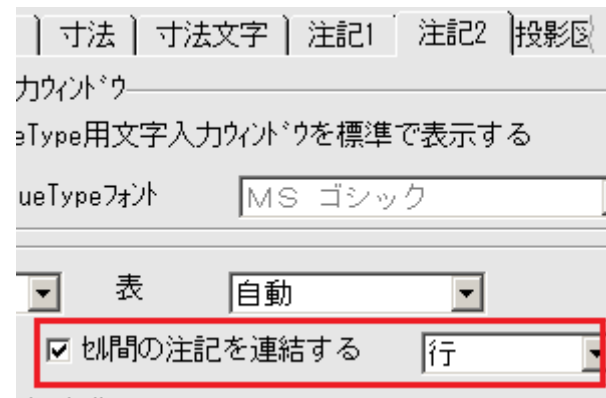 寸法 寸法文字 注記1 注記2 投影図
力ｳｨﾝﾄﾞｳ
eType用文字入力ｳｨﾝﾄﾞｳを標準で表示する
ueTypeﾌｫﾝﾄ ＭＳ ゴシック
表 自動
ｾﾙ間の注記を連結する 行